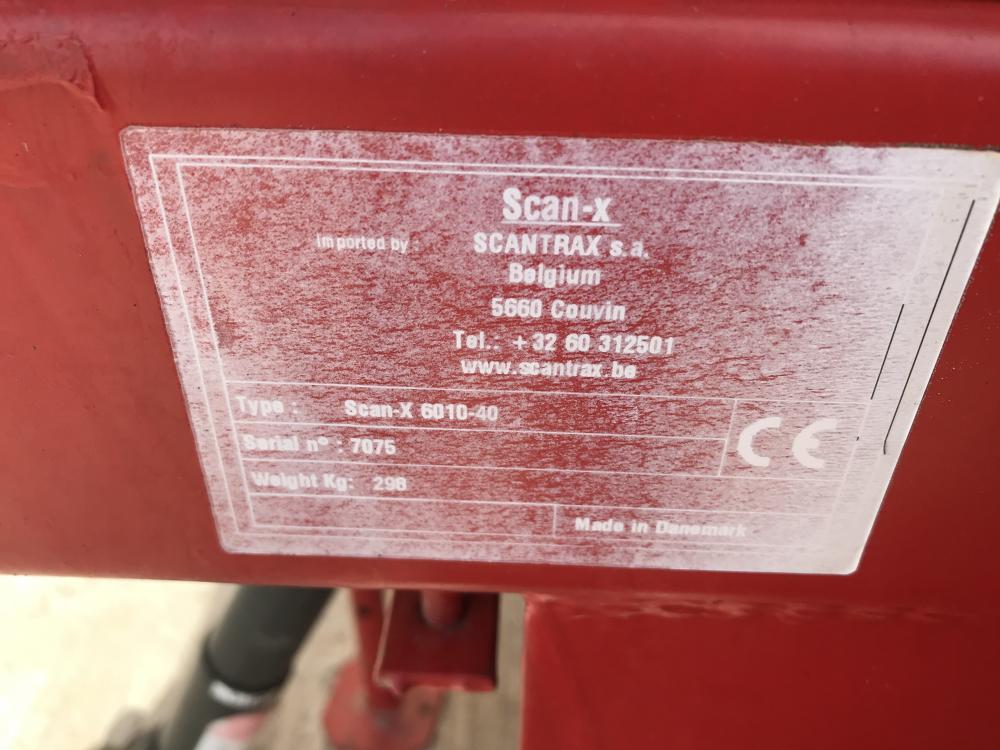 Scan-x
Imported by : SCANTRAX s.a.
Belgium
5660 Couvin
Tel.: +32 60 312501
www.scantrax.be
Type : Scan-X 6010-40
Serial n° : 7075
CE
Weight Kg: 298
Made in Danemark